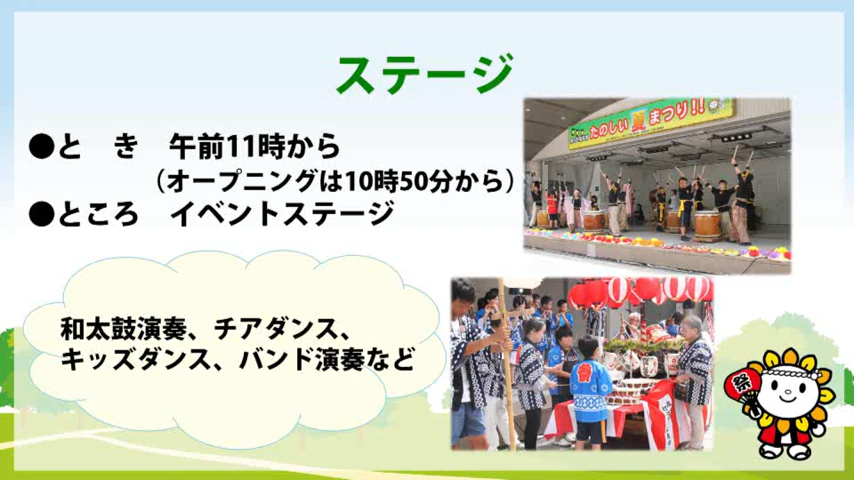 ステージ
●と　き　午前11時から
（オープニングは10時50分から）
●ところ　イベントステージ
和太鼓演奏、チアダンス、
キッズダンス、バンド演奏など
たのしい夏まつり!!
祭